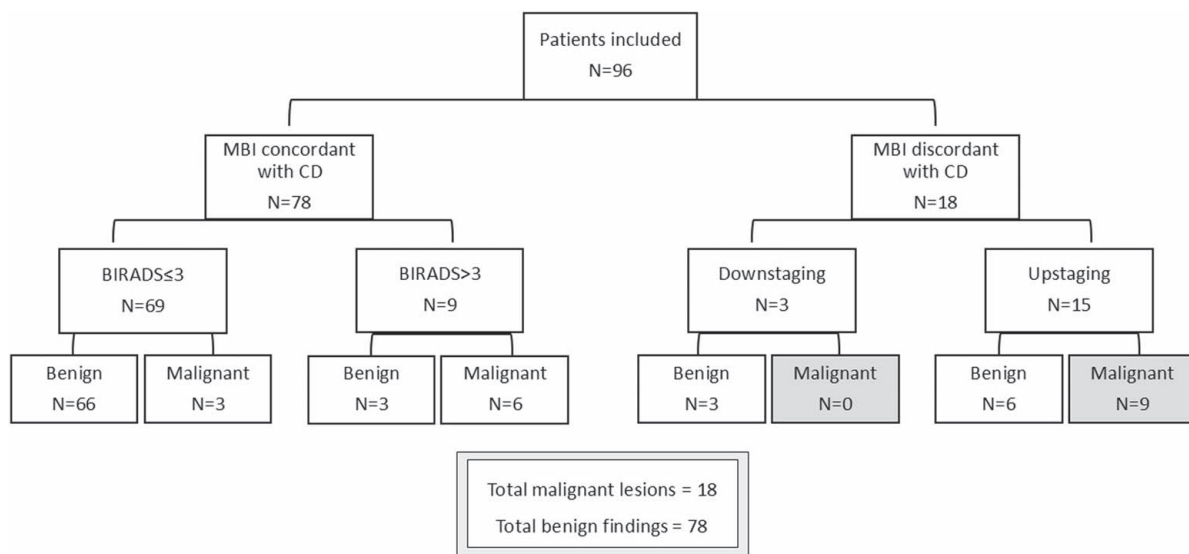 Patients included
N=96
MBI concordant
with CD
N=78
MBI discordant
with CD
N=18
BIRADS≤3
N=69
BIRADS>3
N=9
Downstaging
N=3
Upstaging
N=15
Benign
N=66
Malignant
N=3
Benign
N=3
Malignant
N=6
Benign
N=3
Malignant
N=0
Benign
N=6
Malignant
N=9
Total malignant lesions = 18
Total benign findings = 78